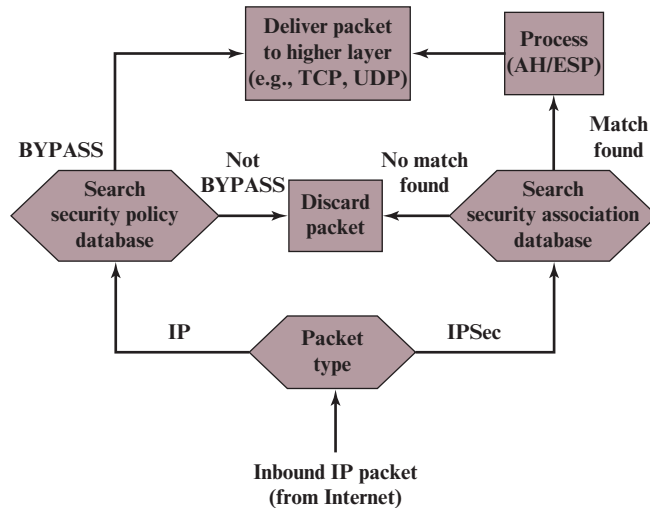 Deliver packet
to higher layer
(e.g., TCP, UDP)
Process
(AH/ESP)
BYPASS
Not
BYPASS
No match
found
Match
found
Search
security policy
database
Discard
packet
Search
security association
database
IP
Packet
type
IPSec
Inbound IP packet
(from Internet)